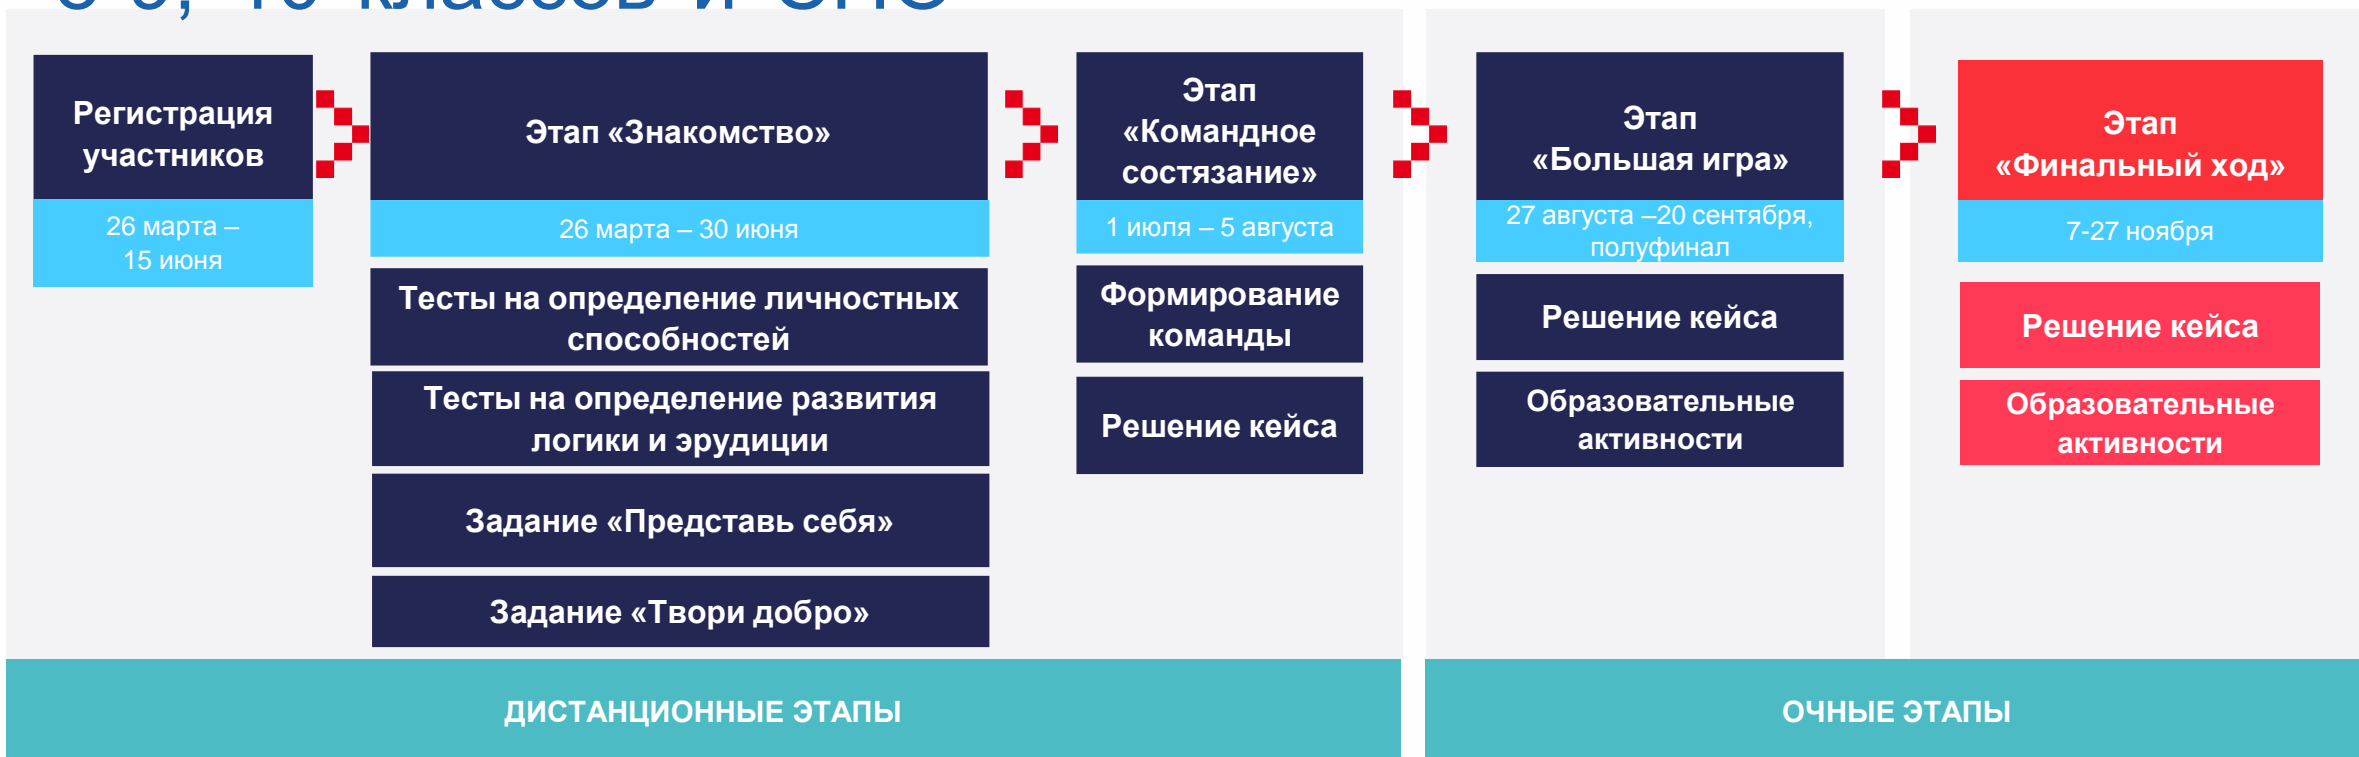 10 классов и СПО
Регистрация
участников
26 марта –
15 июня
Этап «Знакомство»
26 марта – 30 июня
Тесты на определение личностных
способностей
Тесты на определение развития
логики и эрудиции
Задание «Представь себя»
Задание «Твори добро»
Этап
«Командное
состязание»
1 июля – 5 августа
Формирование
команды
Решение кейса
Этап
«Большая игра»
27 августа –20 сентября,
полуфинал
Решение кейса
Образовательные
активности
Этап
«Финальный ход»
7-27 ноября
Решение кейса
Образовательные
активности
ДИСТАНЦИОННЫЕ ЭТАПЫ
ОЧНЫЕ ЭТАПЫ